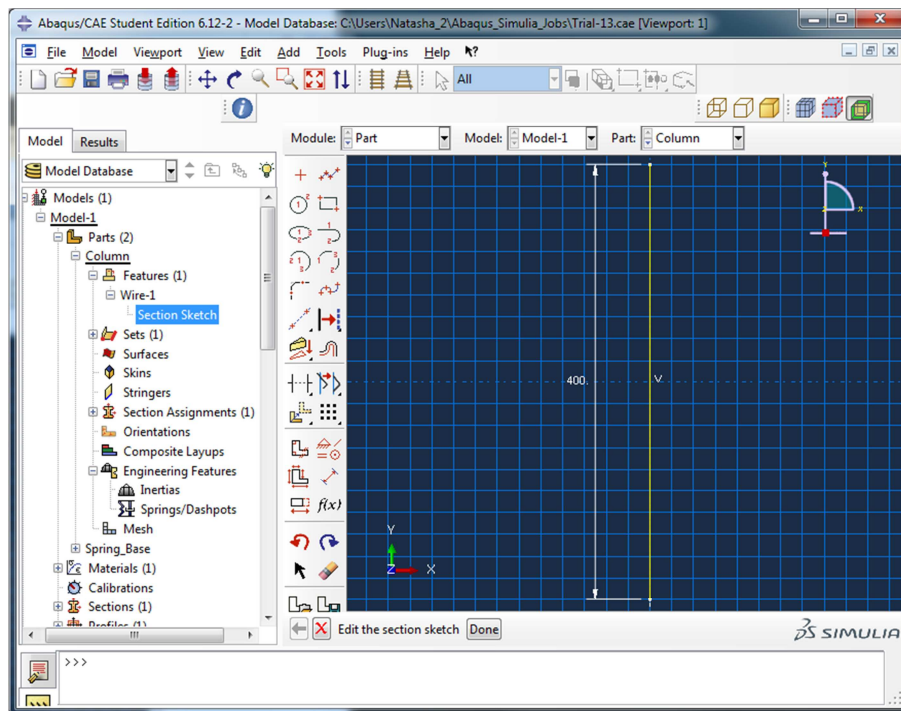 Abaqus/CAE Student Edition 6.12-2 - Model Database: C:\Users\Natasha_2\Abaqus_Simulia_Jobs\Trial-13.cae [Viewport: 1]
File Model Viewport View Edit Add Tools Plug-ins Help ?
All
i
Model Results
Module: Part Model: Model-1 Part: Column
Model Database
Models (1)
Model-1
Parts (2)
Column
Features (1)
Wire-1
Section Sketch
Sets (1)
Surfaces
Skins
Stringers
Section Assignments (1)
Orientations
Composite Layups
Engineering Features
Inertias
Springs/Dashpots
Mesh
Spring_Base
Materials (1)
Calibrations
Sections (1)
Profiles (1)
f(x)
400.
V
Y
X
Y
Z X
Edit the section sketch Done
SIMULIA
>>>